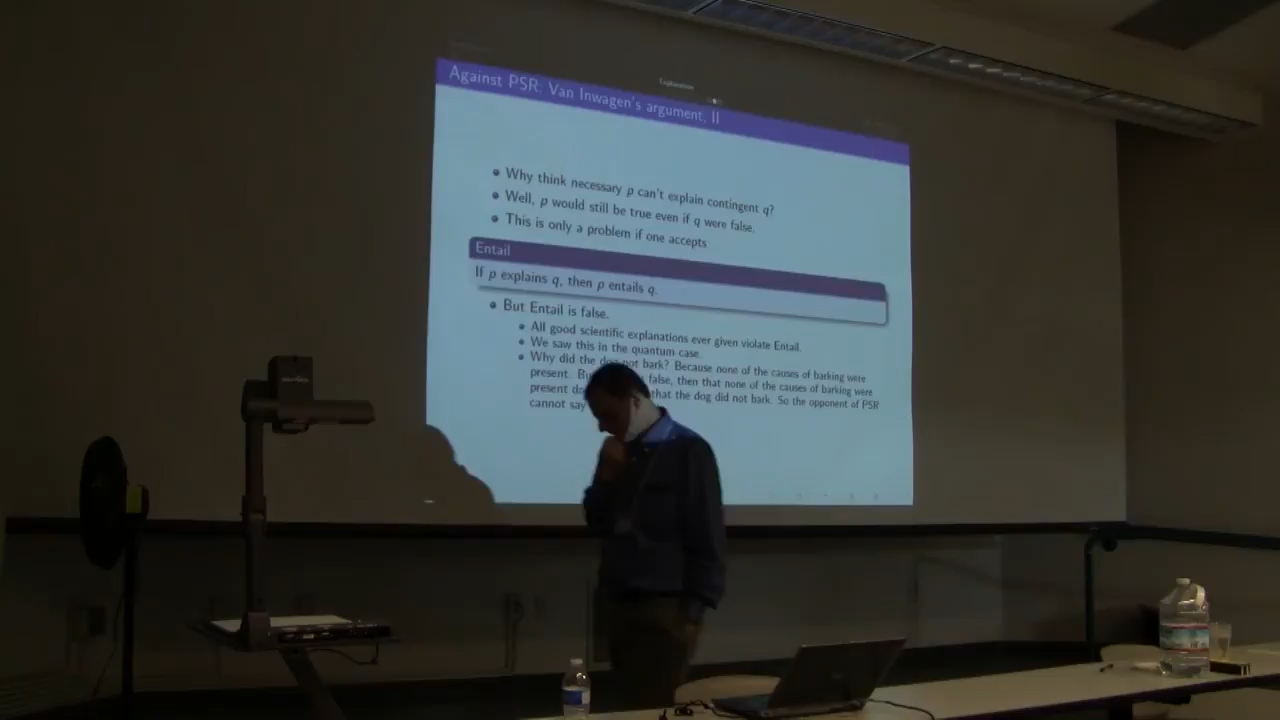 Explanation
Against PSR: Van Inwagen's argument, II
Why think necessary p can't explain contingent q?
Well, p would still be true even if q were false.
This is only a problem if one accepts
Entail
If p explains q, then p entails q.
But Entail is false.
All good scientific explanations ever given violate Entail.
We saw this in the quantum case.
Why did the dog not bark? Because none of the causes of barking were
present. But false, then that none of the causes of barking were
present that the dog did not bark. So the opponent of PSR
cannot say